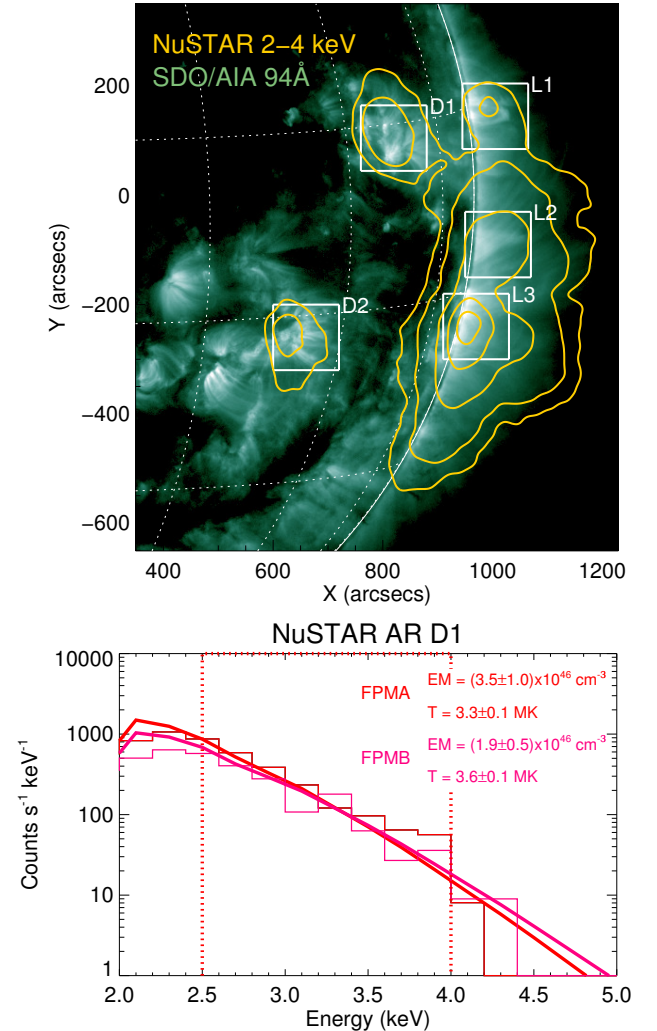 NuSTAR 2−4 keV
SDO/AIA 94Å
D1
L1
L2
L3
D2
200
0
−200
−400
−600
Y (arcsecs)
400
600
800
1000
1200
X (arcsecs)
NuSTAR AR D1
10000
1000
100
10
1
Counts s⁻¹ keV⁻¹
FPMA
EM = (3.5±1.0)x10⁴⁶ cm⁻³
T = 3.3±0.1 MK
FPMB
EM = (1.9±0.5)x10⁴⁶ cm⁻³
T = 3.6±0.1 MK
2.0
2.5
3.0
3.5
4.0
4.5
5.0
Energy (keV)